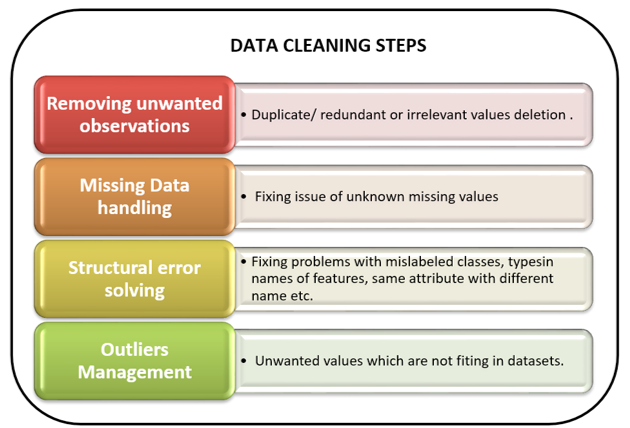 DATA CLEANING STEPS
Removing unwanted
observations
• Duplicate/ redundant or irrelevant values deletion .
Missing Data
handling
• Fixing issue of unknown missing values
Structural error
solving
• Fixing problems with mislabeled classes, typesin
names of features, same attribute with different
name etc.
Outliers
Management
• Unwanted values which are not fiting in datasets.